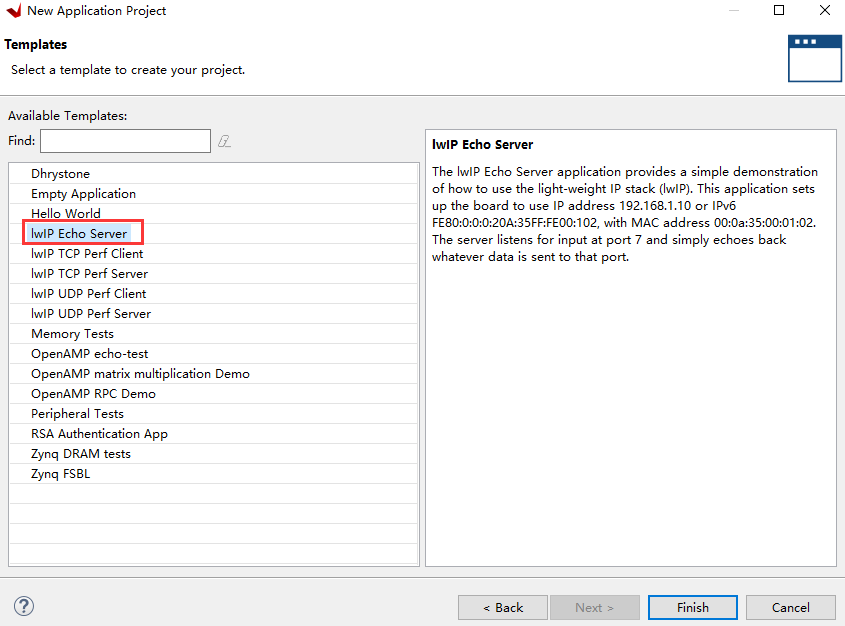 New Application Project
Templates
Select a template to create your project.
Available Templates:
Find:
Dhrystone
Empty Application
Hello World
lwIP Echo Server
lwIP TCP Perf Client
lwIP TCP Perf Server
lwIP UDP Perf Client
lwIP UDP Perf Server
Memory Tests
OpenAMP echo-test
OpenAMP matrix multiplication Demo
OpenAMP RPC Demo
Peripheral Tests
RSA Authentication App
Zynq DRAM tests
Zynq FSBL
lwIP Echo Server
The lwIP Echo Server application provides a simple demonstration
of how to use the light-weight IP stack (lwIP). This application sets
up the board to use IP address 192.168.1.10 or IPv6
FE80:0:0:0:20A:35FF:FE00:102, with MAC address 00:0a:35:00:01:02.
The server listens for input at port 7 and simply echoes back
whatever data is sent to that port.
?
< Back
Next >
Finish
Cancel